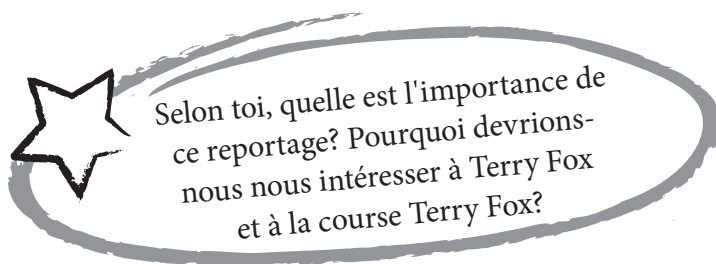 Selon toi, quelle est l'importance de
ce reportage? Pourquoi devrions-
nous nous intéresser à Terry Fox
et à la course Terry Fox?